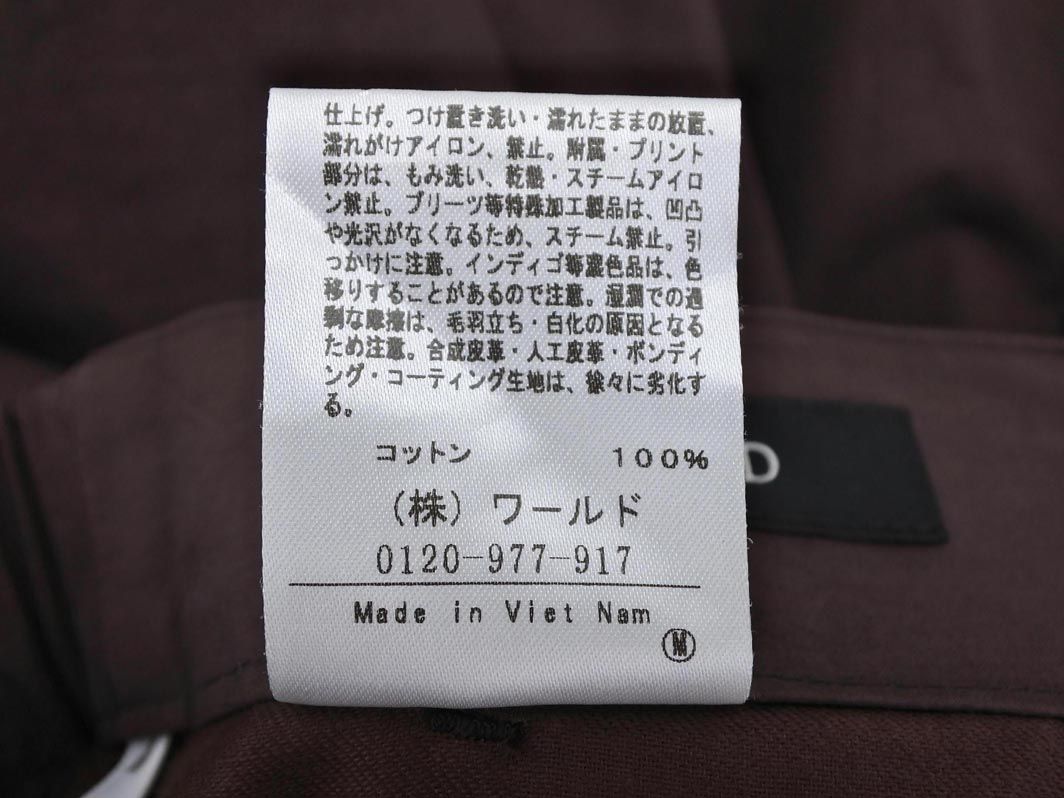 仕上げ。つけ置き洗い・濡れたままの放置、
濡れがけアイロン、禁止。附属・プリント
部分は、もみ洗い、乾熱・スチームアイロ
ン禁止。プリーツ等特殊加工製品は、凹凸
や光沢がなくなるため、スチーム禁止。引
っかけに注意。インディゴ等濃色品は、色
移りすることがあるので注意。湿潤での過
剰な摩擦は、毛羽立ち・白化の原因となる
ため注意。合成皮革・人工皮革・ボンディ
ング・コーティング生地は、徐々に劣化す
る。
コットン 100%
D
(株) ワールド
0120-977-917
Made in Viet Nam
M